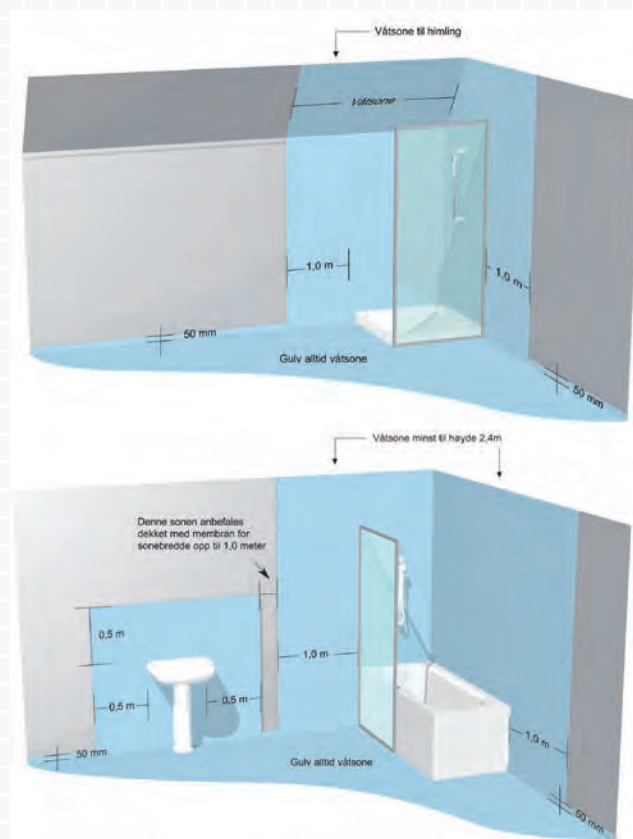 Våtsone til himling
Våtsone
1,0 m
1,0 m
50 mm
Gulv alltid våtsone
50 mm
Våtsone minst til høyde 2,4m
Denne sonen anbefales
dekket med membran for
sonebredde opp til 1,0 meter
0,5 m
1,0 m
0,5 m
0,5 m
1,0 m
50 mm
Gulv alltid våtsone
50 mm